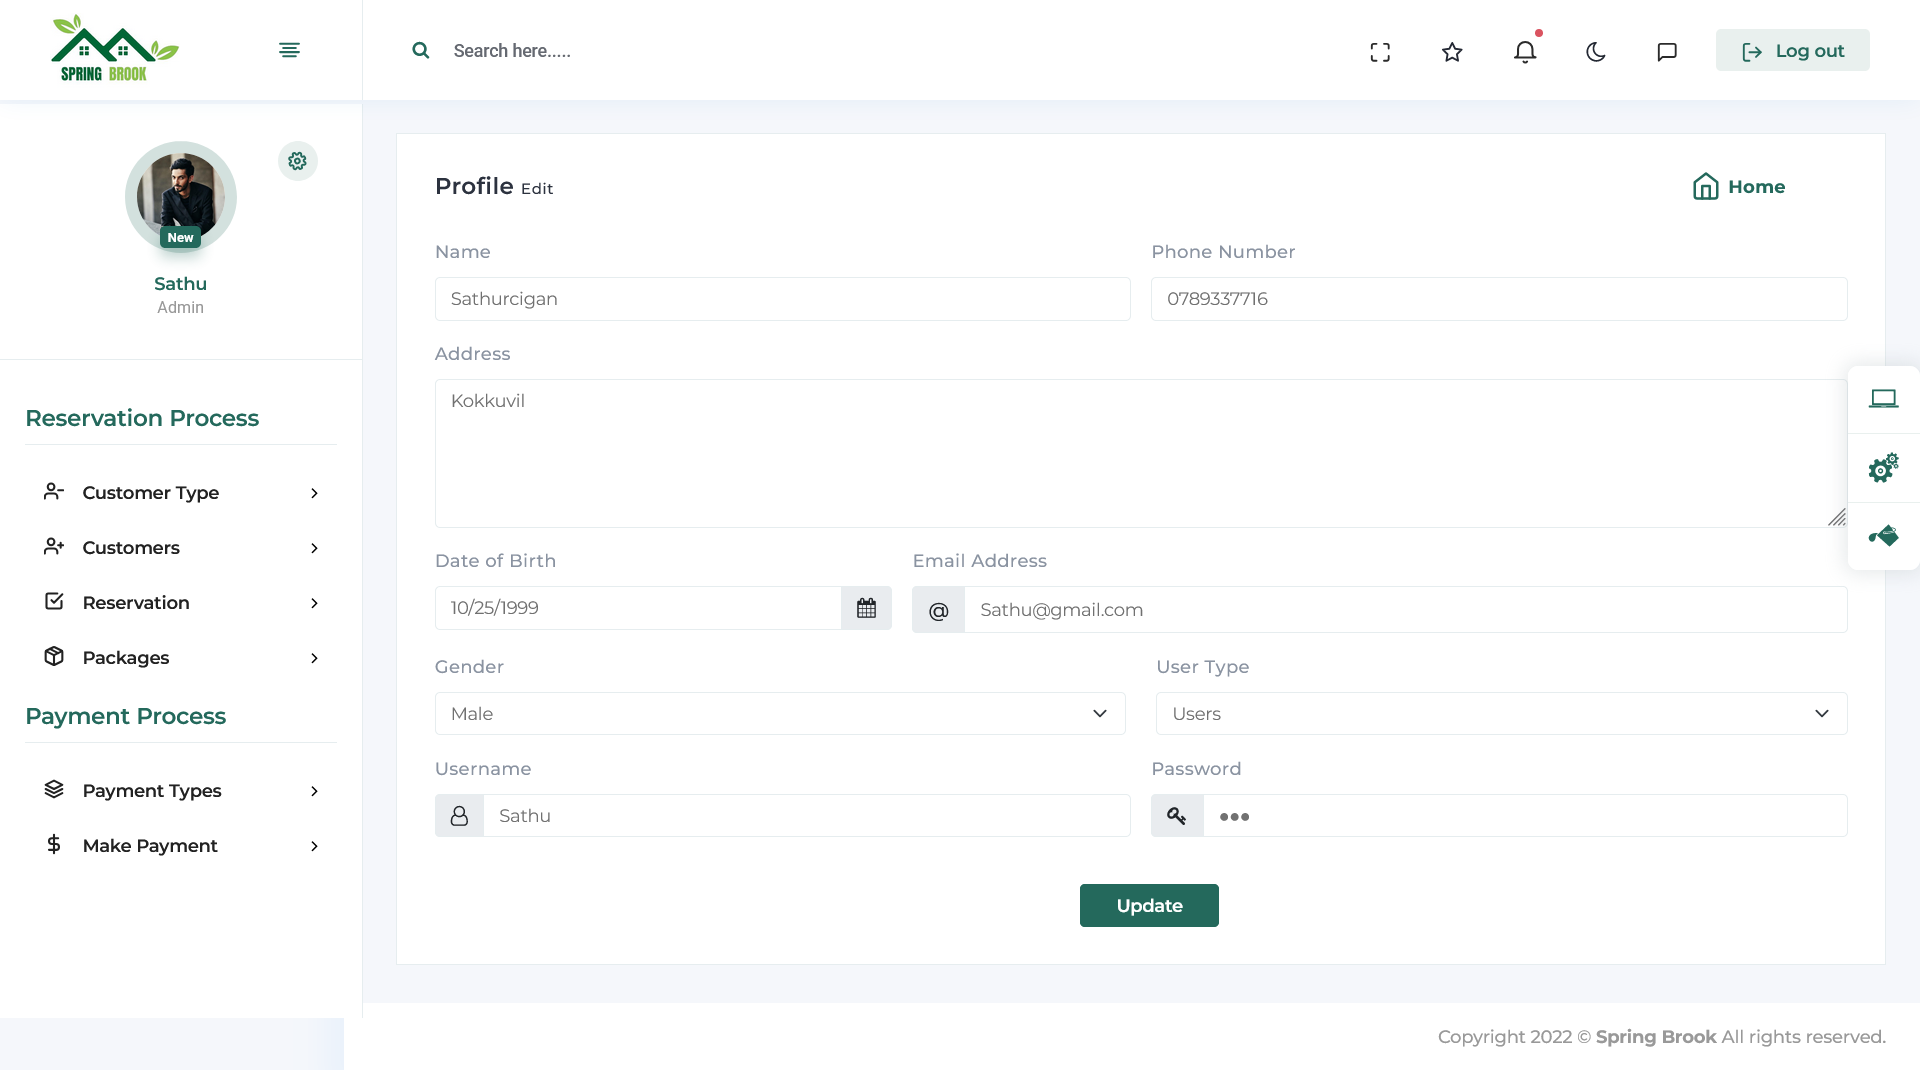 SPRING BROOK
Search here.....
Log out
New
Sathu
Admin
Reservation Process
Customer Type
Customers
Reservation
Packages
Payment Process
Payment Types
Make Payment
Profile Edit
Home
Name
Phone Number
Sathurcigan
0789337716
Address
Kokkuvil
Date of Birth
Email Address
10/25/1999
@ Sathu@gmail.com
Gender
User Type
Male
Users
Username
Password
Sathu
•••
Update
Copyright 2022 © Spring Brook All rights reserved.